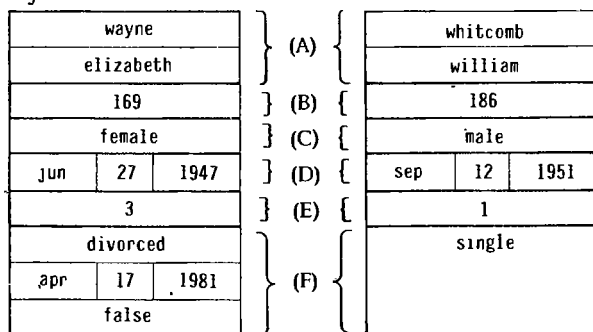 wayne (A) whitcomb
elizabeth william
169 (B) 186
female (C) male
jun 27 1947 (D) sep 12 1951
3 (E) 1
divorced single
apr 17 1981 (F)
false